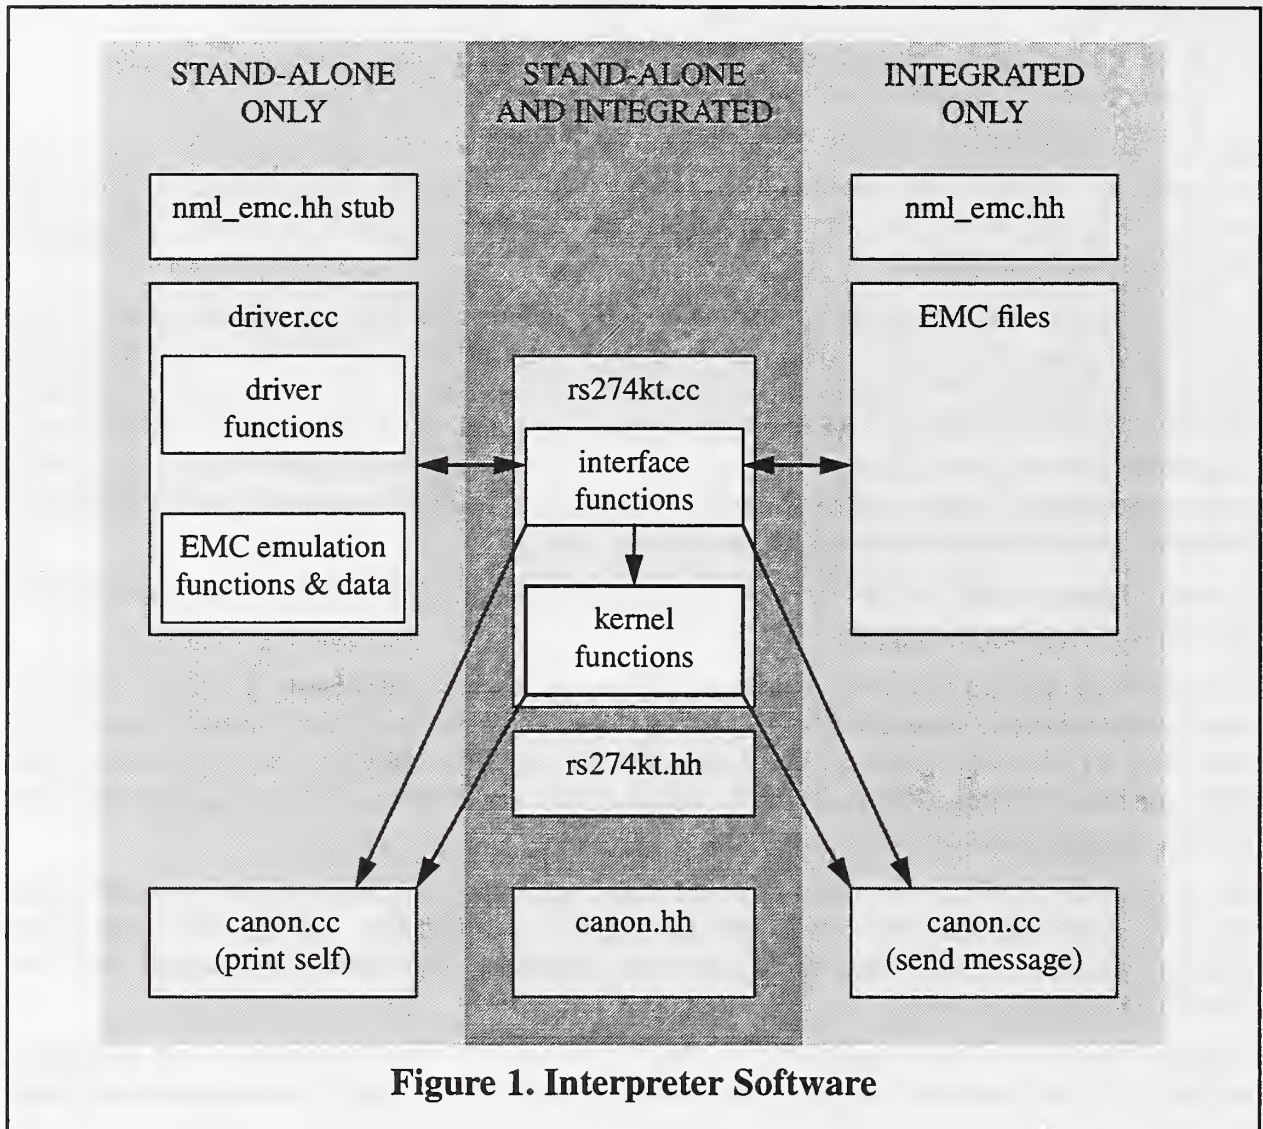 STAND-ALONE
ONLY
STAND-ALONE
AND INTEGRATED
INTEGRATED
ONLY
nml_emc.hh stub
nml_emc.hh
driver.cc
driver
functions
EMC emulation
functions & data
rs274kt.cc
interface
functions
kernel
functions
rs274kt.hh
EMC files
canon.cc
(print self)
canon.hh
canon.cc
(send message)
Figure 1. Interpreter Software